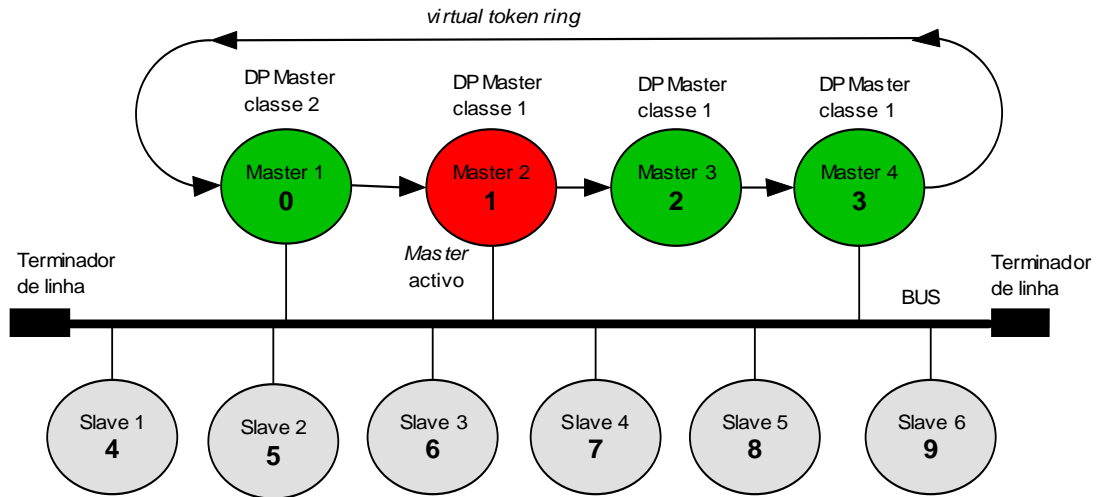 virtual token ring
DP Master
classe 2
DP Master
classe 1
DP Master
classe 1
DP Master
classe 1
Master 1
0
Master 2
1
Master 3
2
Master 4
3
Terminador
de linha
Master
activo
BUS
Terminador
de linha
Slave 1
4
Slave 2
5
Slave 3
6
Slave 4
7
Slave 5
8
Slave 6
9